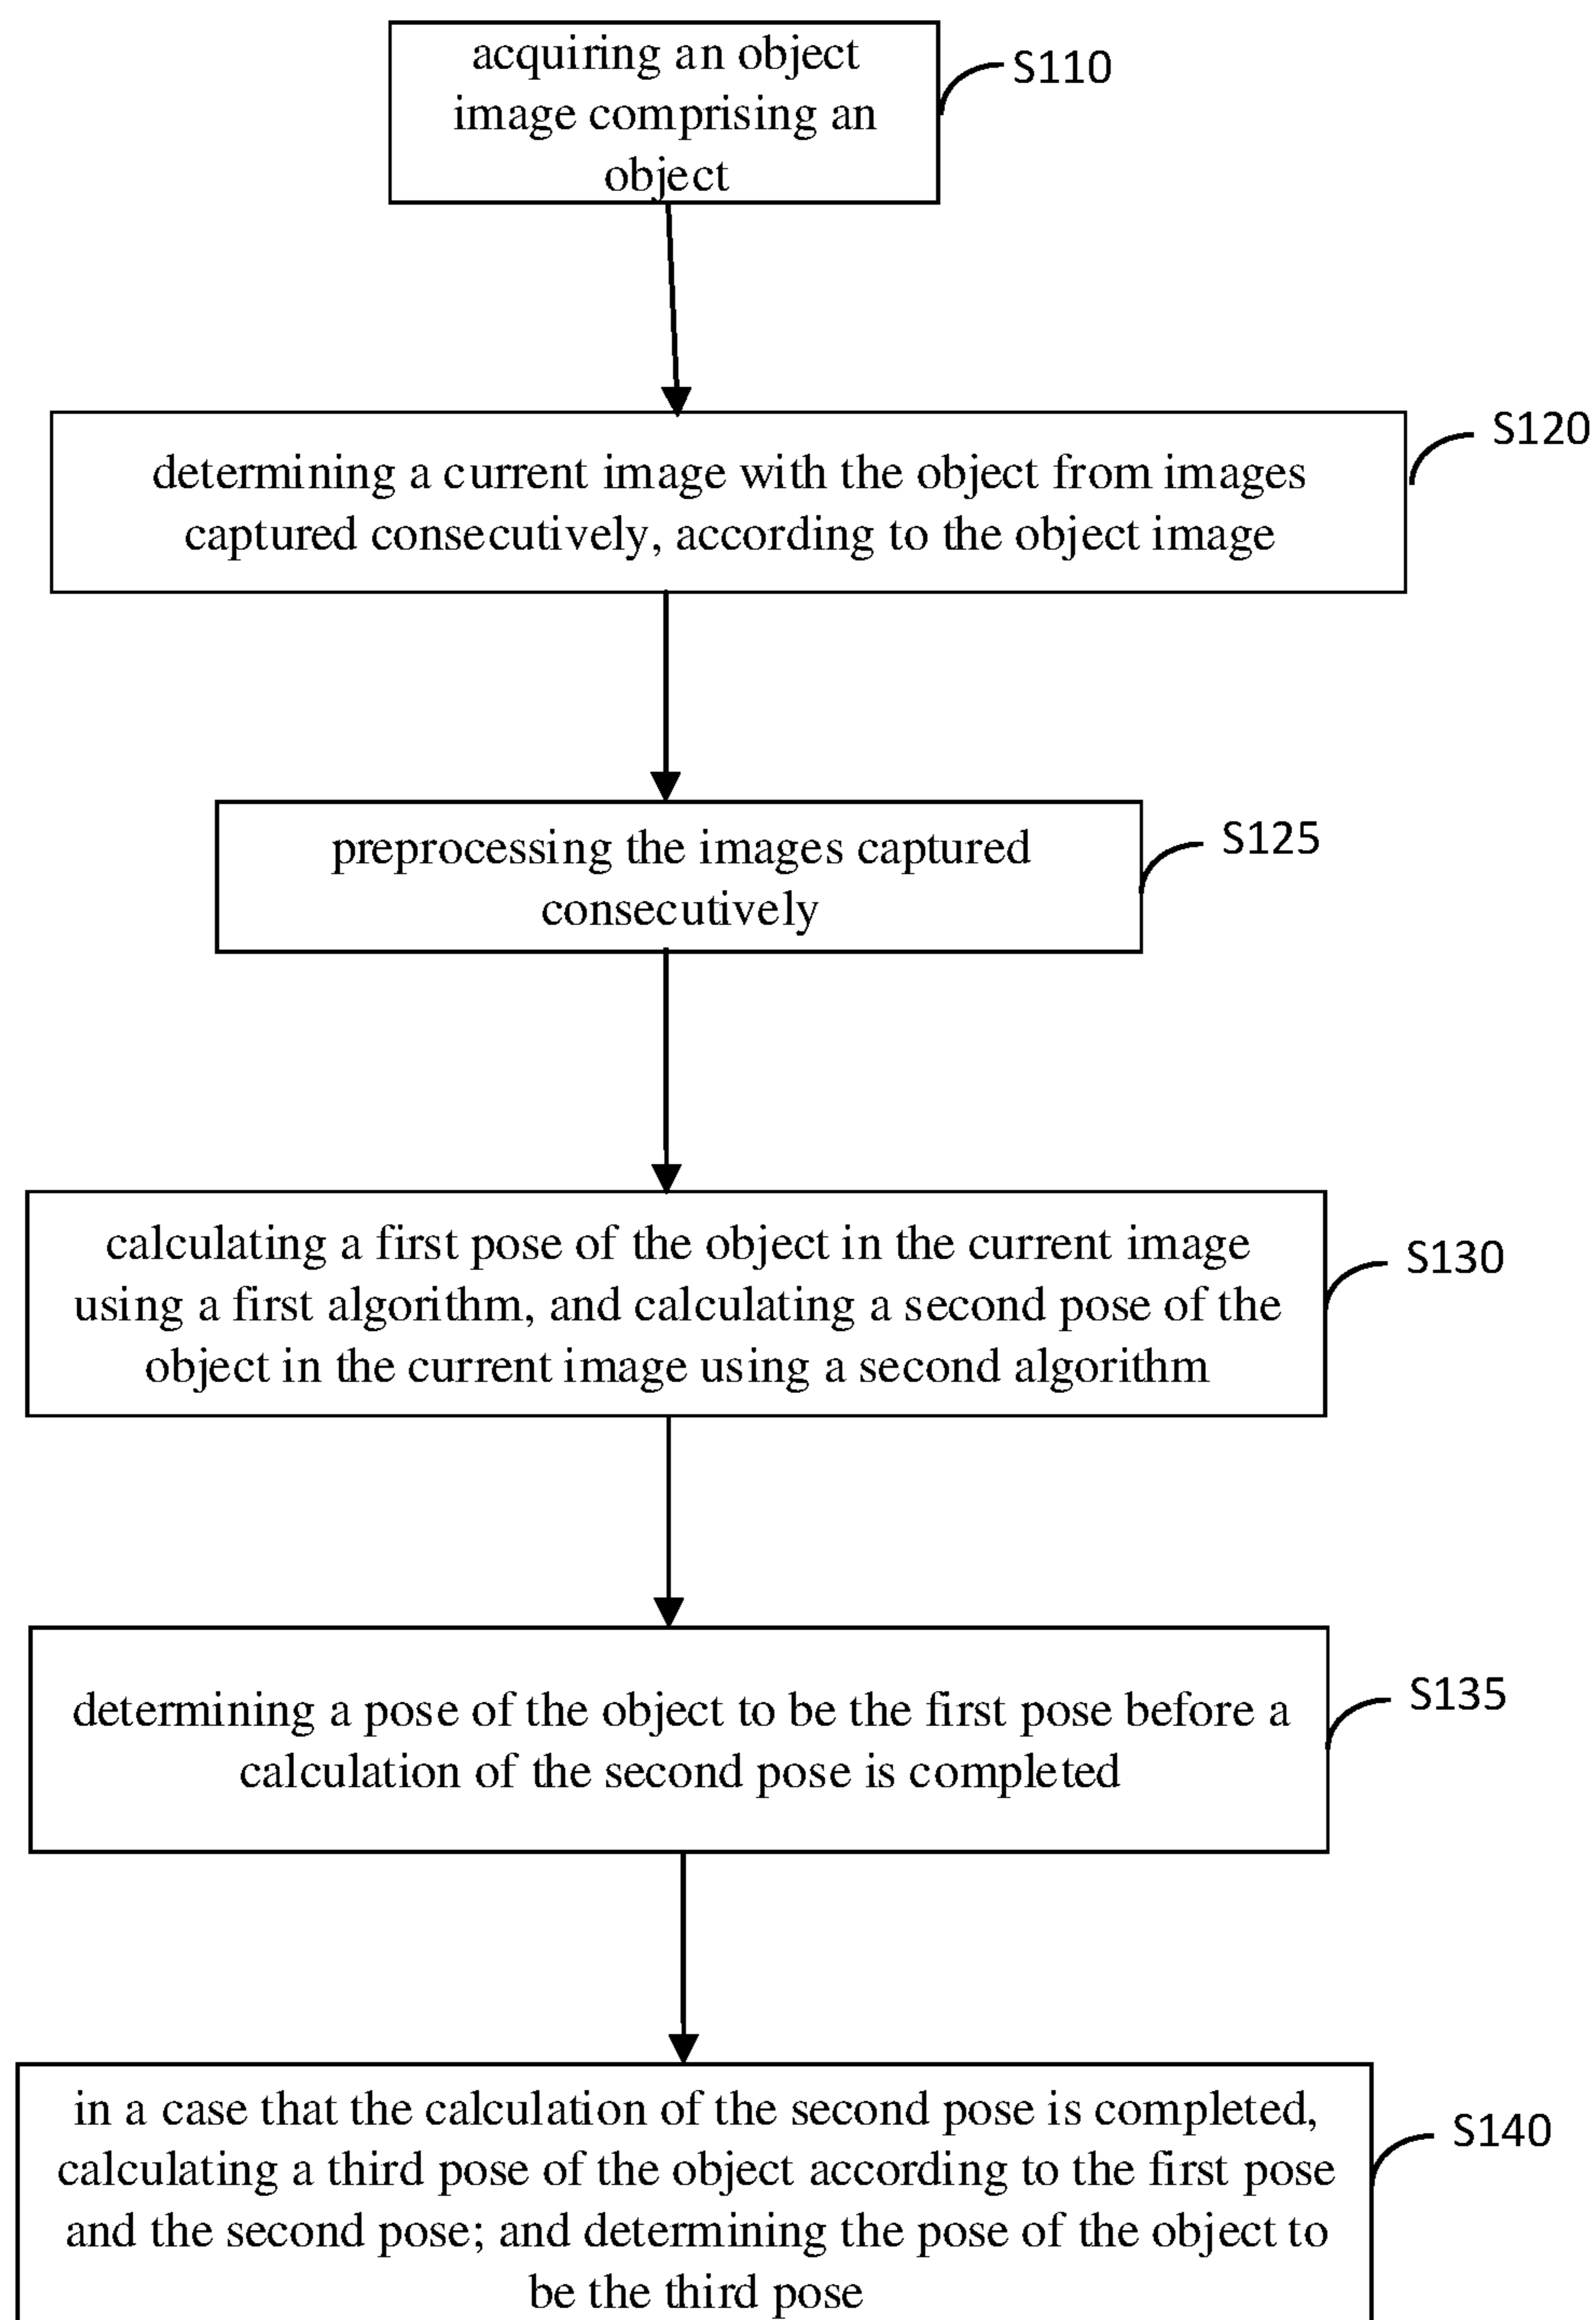 acquiring an object
image comprising an
object
S110
determining a current image with the object from images
captured consecutively, according to the object image
S120
preprocessing the images captured
consecutively
S125
calculating a first pose of the object in the current image
using a first algorithm, and calculating a second pose of the
object in the current image using a second algorithm
S130
determining a pose of the object to be the first pose before a
calculation of the second pose is completed
S135
in a case that the calculation of the second pose is completed,
calculating a third pose of the object according to the first pose
and the second pose; and determining the pose of the object to
be the third pose
S140